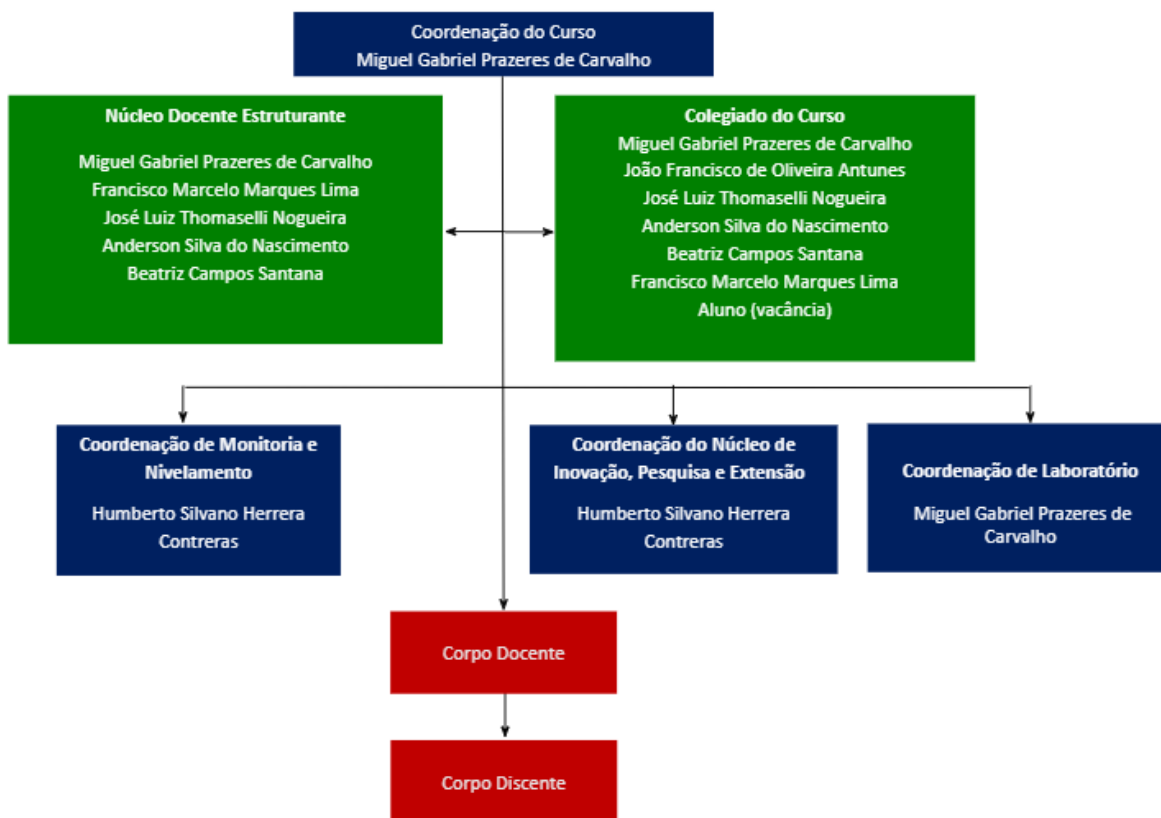 Coordenação do Curso
Miguel Gabriel Prazeres de Carvalho
Núcleo Docente Estruturante
Miguel Gabriel Prazeres de Carvalho
Francisco Marcelo Marques Lima
José Luiz Thomaselli Nogueira
Anderson Silva do Nascimento
Beatriz Campos Santana
Colegiado do Curso
Miguel Gabriel Prazeres de Carvalho
João Francisco de Oliveira Antunes
José Luiz Thomaselli Nogueira
Anderson Silva do Nascimento
Beatriz Campos Santana
Francisco Marcelo Marques Lima
Aluno (vacância)
Coordenação de Monitoria e
Nivelamento
Humberto Silvano Herrera
Contreras
Coordenação do Núcleo de
Inovação, Pesquisa e Extensão
Humberto Silvano Herrera
Contreras
Coordenação de Laboratório
Miguel Gabriel Prazeres de
Carvalho
Corpo Docente
Corpo Discente